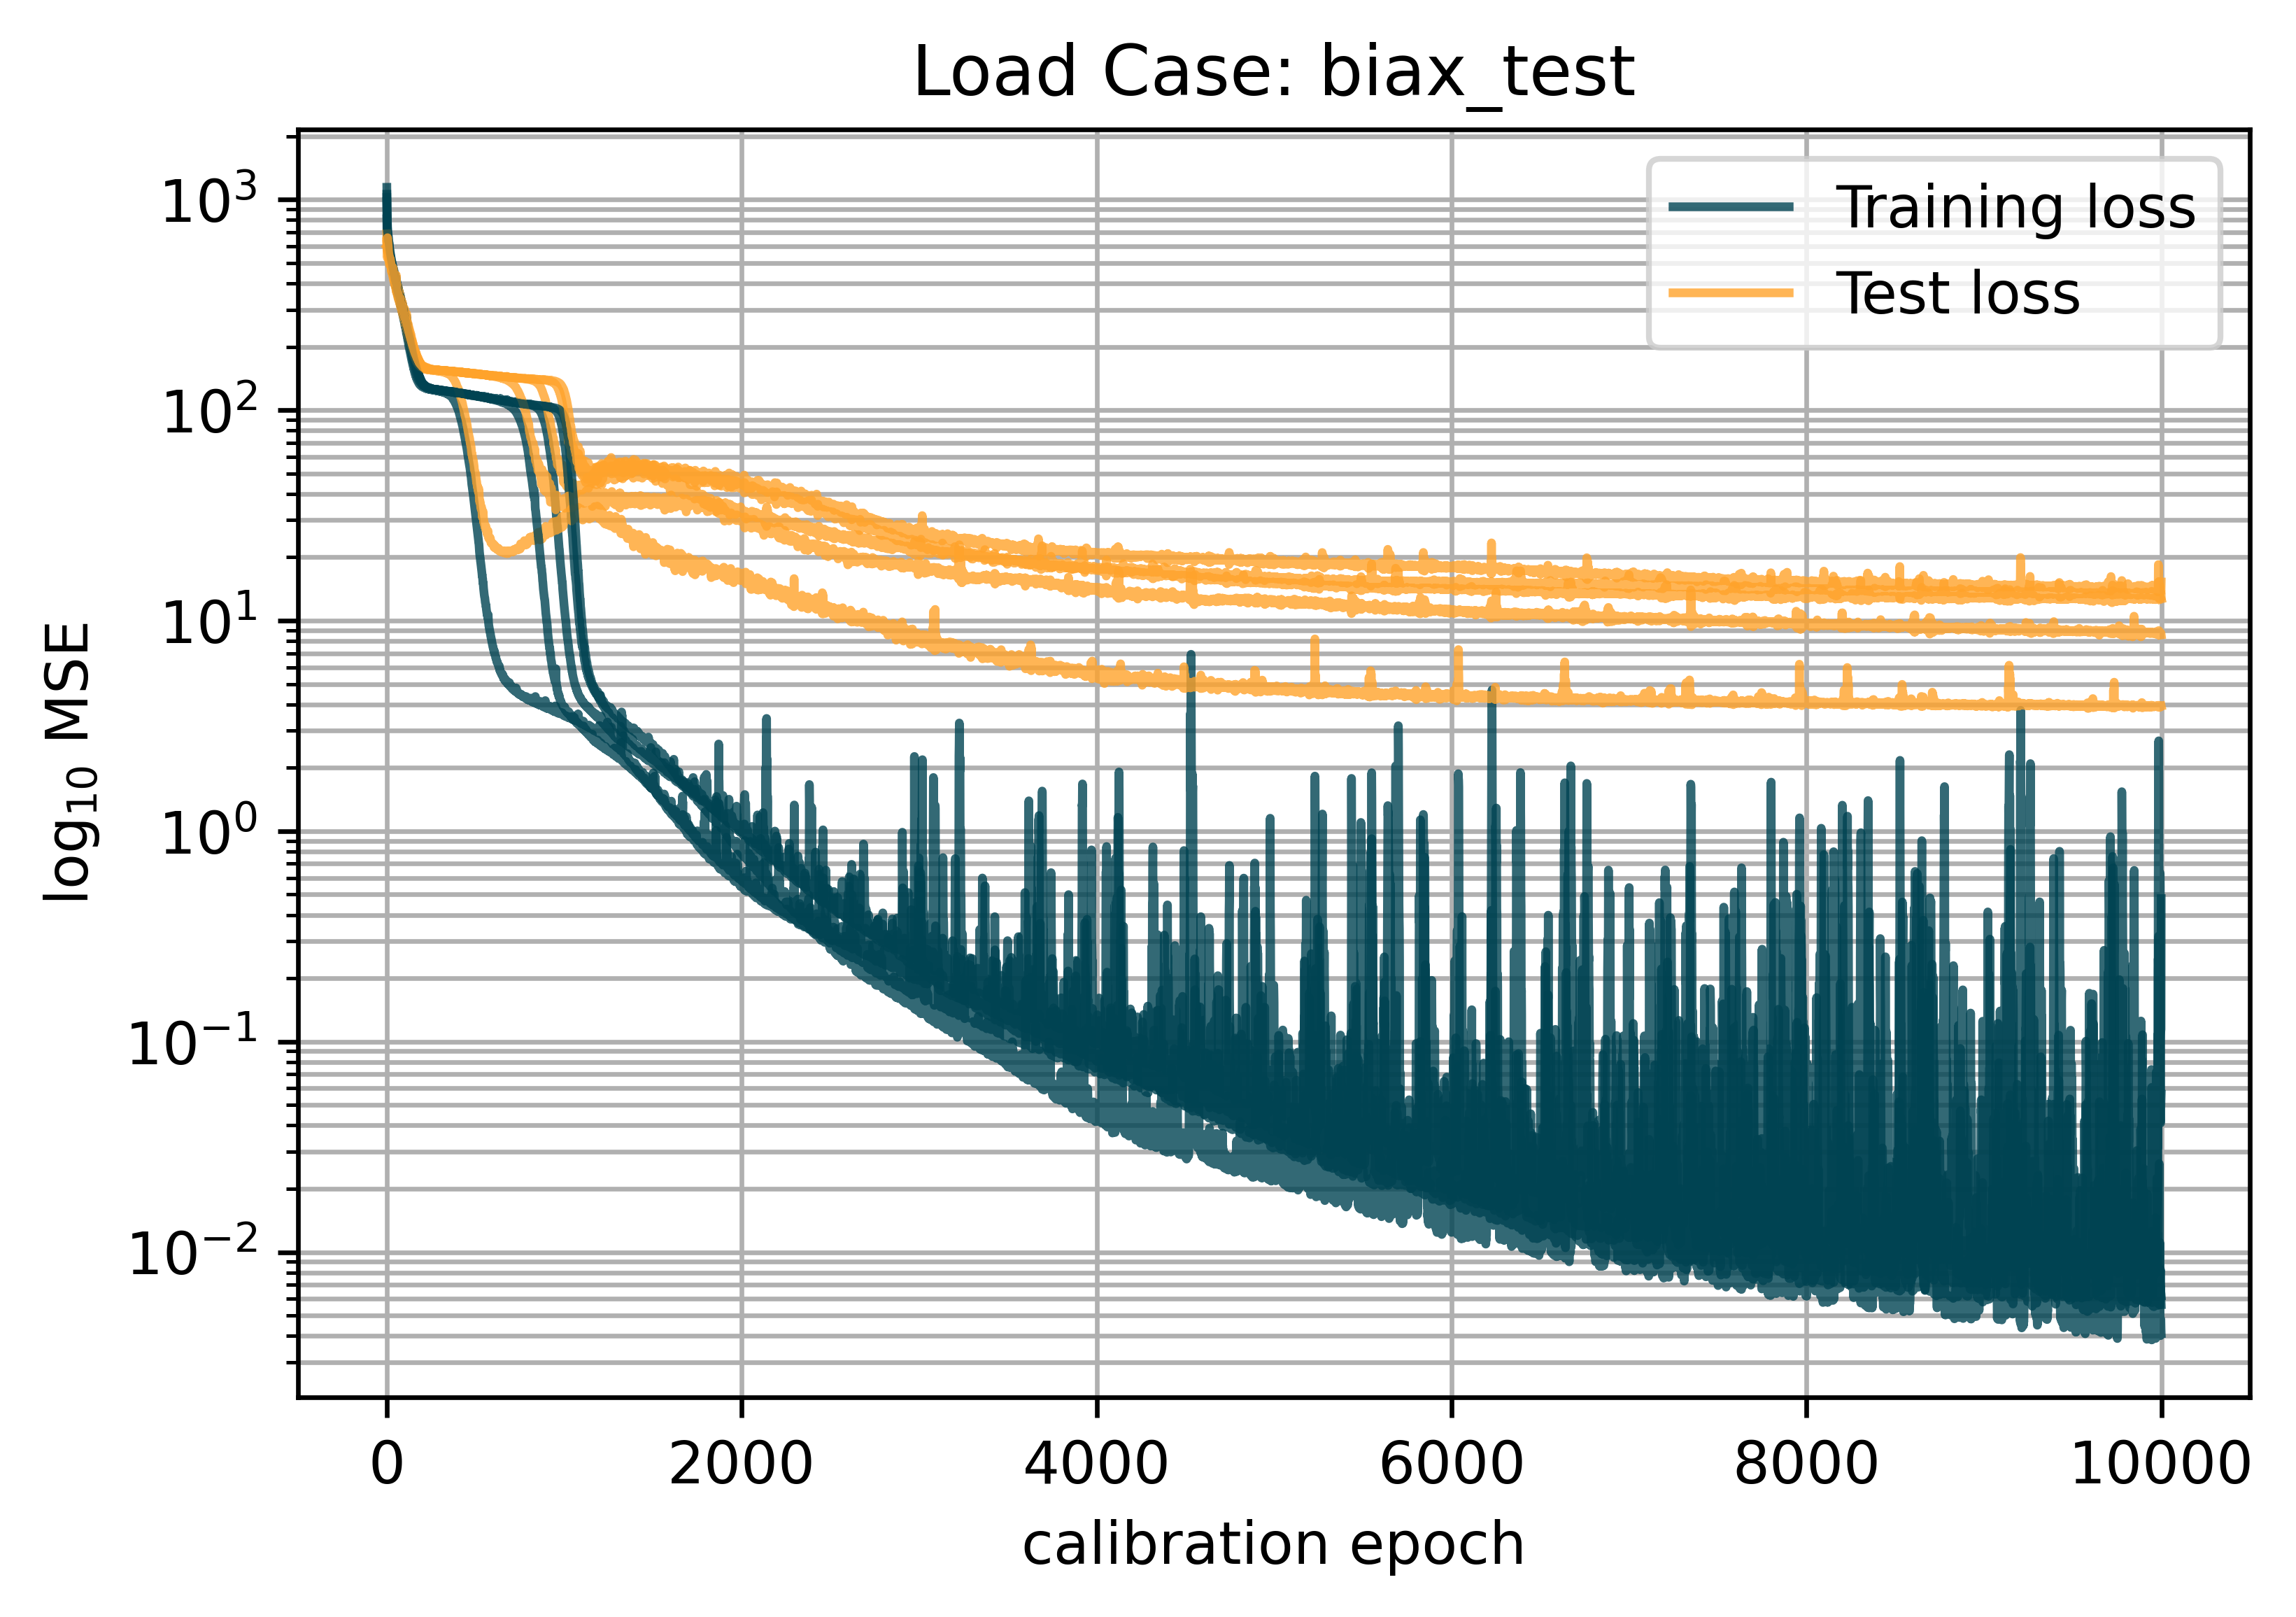 Load Case: biax_test
10³
10²
10¹
10⁰
10⁻¹
10⁻²
log₁₀ MSE
Training loss
Test loss
0 2000 4000 6000 8000 10000
calibration epoch